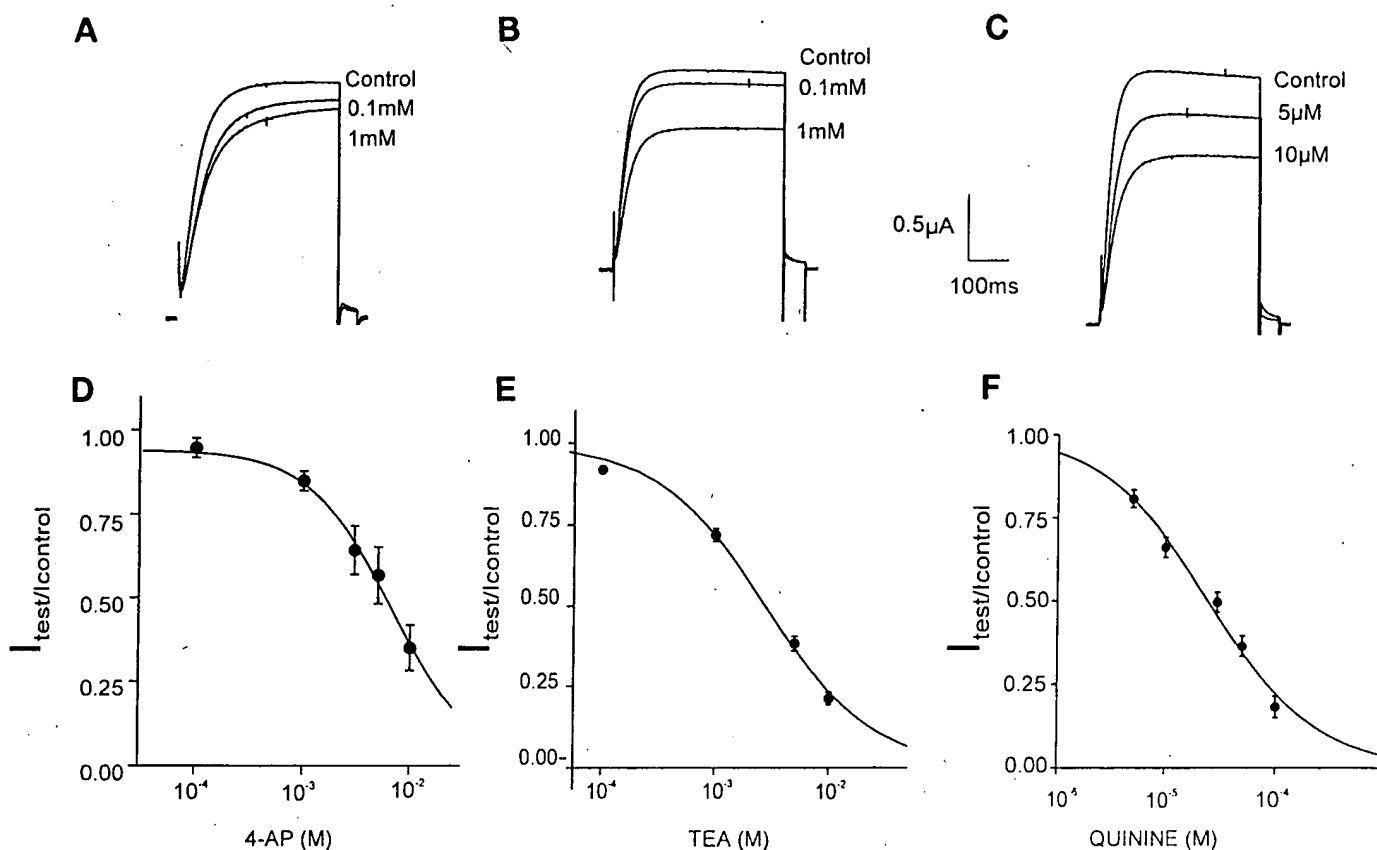 A
Control
0.1mM
1mM
B
Control
0.1mM
1mM
C
Control
5µM
10µM
0.5µA
100ms
D
1.00
0.75
0.50
0.25
0.00
Itest/Icontrol
10-4
10-3
10-2
4-AP (M)
E
1.00
0.75
0.50
0.25
0.00
Itest/Icontrol
10-4
10-3
10-2
TEA (M)
F
1.00
0.75
0.50
0.25
0.00
Itest/Icontrol
10-6
10-5
10-4
QUININE (M)